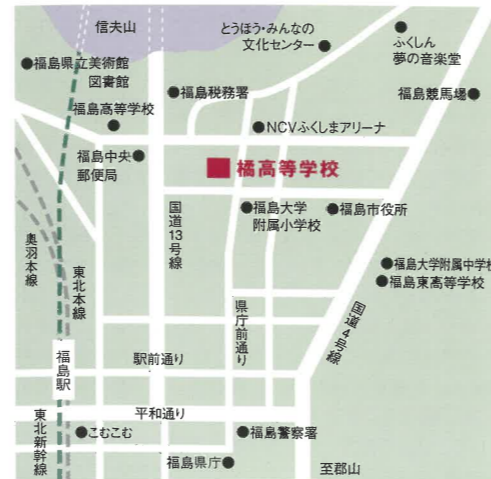 信夫山
とうほう・みんなの
文化センター
ふくしん
夢の音楽堂
福島県立美術館
図書館
福島税務署
福島競馬場
福島高等学校
NCVふくしまアリーナ
福島中央
郵便局
橘高等学校
国道13号線
福島大学
附属小学校
福島市役所
奥羽本線
東北本線
福島大学附属中学校
福島東高等学校
県庁前通り
国道4号線
福島駅
駅前通り
平和通り
東北新幹線
こむこむ
福島警察署
福島県庁
至郡山